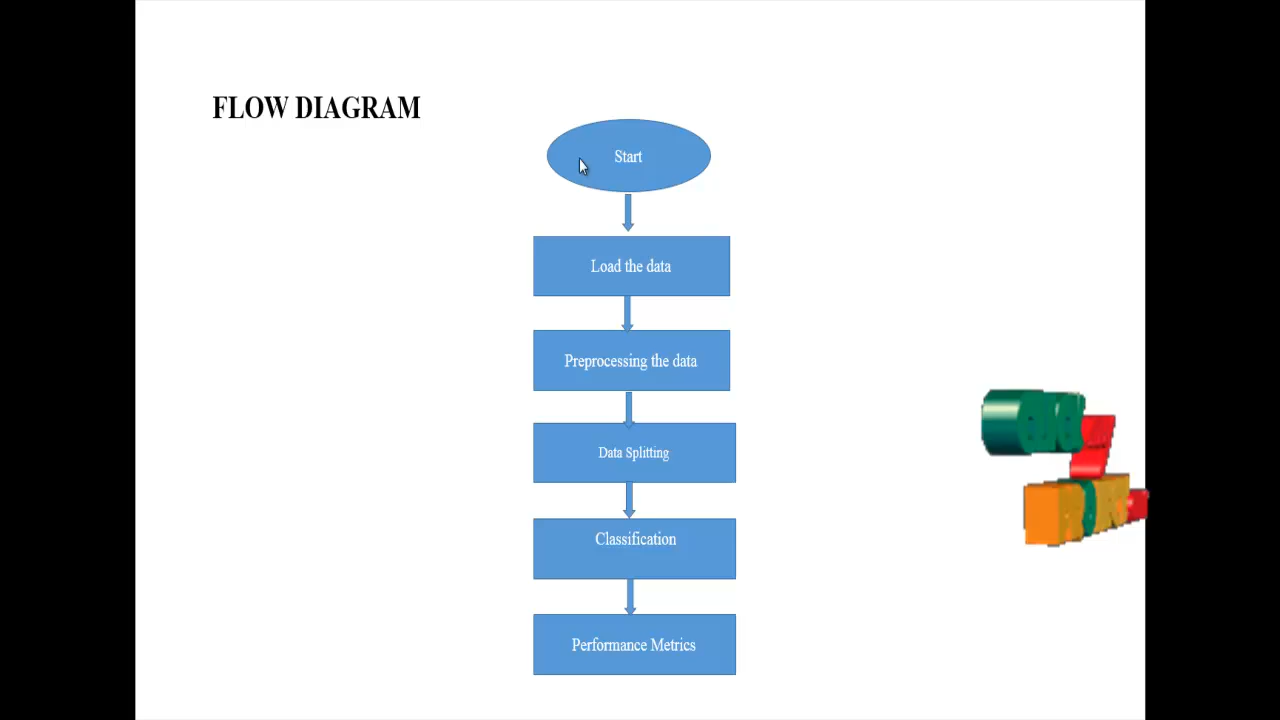 FLOW DIAGRAM
Start
Load the data
Preprocessing the data
Data Splitting
Classification
Performance Metrics